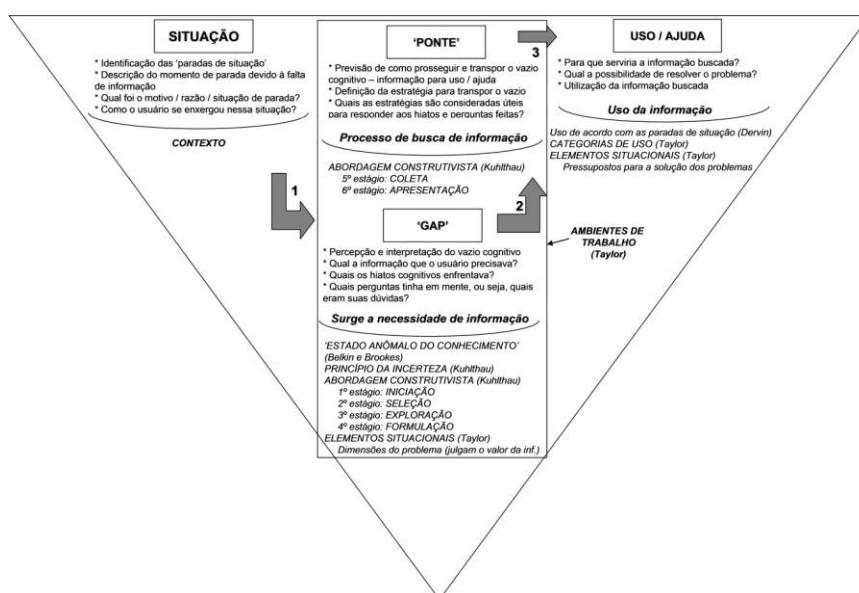 SITUAÇÃO
* Identificação das 'paradas de situação'
* Descrição do momento de parada devido à falta
de informação
* Qual foi o motivo / razão / situação de parada?
* Como o usuário se enxergou nessa situação?
CONTEXTO
1
'PONTE'
* Previsão de como prosseguir e transpor o vazio
cognitivo – informação para uso / ajuda
* Definição da estratégia para transpor o vazio
* Quais as estratégias são consideradas úteis
para responder aos hiatos e perguntas feitas?
Processo de busca de informação
ABORDAGEM CONSTRUTIVISTA (Kuhlthau)
5º estágio: COLETA
6º estágio: APRESENTAÇÃO
2
'GAP'
* Percepção e interpretação do vazio cognitivo
* Qual a informação que o usuário precisava?
* Quais os hiatos cognitivos enfrentava?
* Quais perguntas tinha em mente, ou seja, quais
eram suas dúvidas?
Surge a necessidade de informação
'ESTADO ANÔMALO DO CONHECIMENTO'
(Belkin e Brookes)
PRINCÍPIO DA INCERTEZA (Kuhlthau)
ABORDAGEM CONSTRUTIVISTA (Kuhlthau)
1º estágio: INICIAÇÃO
2º estágio: SELEÇÃO
3º estágio: EXPLORAÇÃO
4º estágio: FORMULAÇÃO
ELEMENTOS SITUACIONAIS (Taylor)
Dimensões do problema (julgam o valor da inf.)
3
USO / AJUDA
* Para que serviria a informação buscada?
* Qual a possibilidade de resolver o problema?
* Utilização da informação buscada
Uso da informação
Uso de acordo com as paradas de situação (Dervin)
CATEGORIAS DE USO (Taylor)
ELEMENTOS SITUACIONAIS (Taylor)
Pressupostos para a solução dos problemas
AMBIENTES DE
TRABALHO
(Taylor)